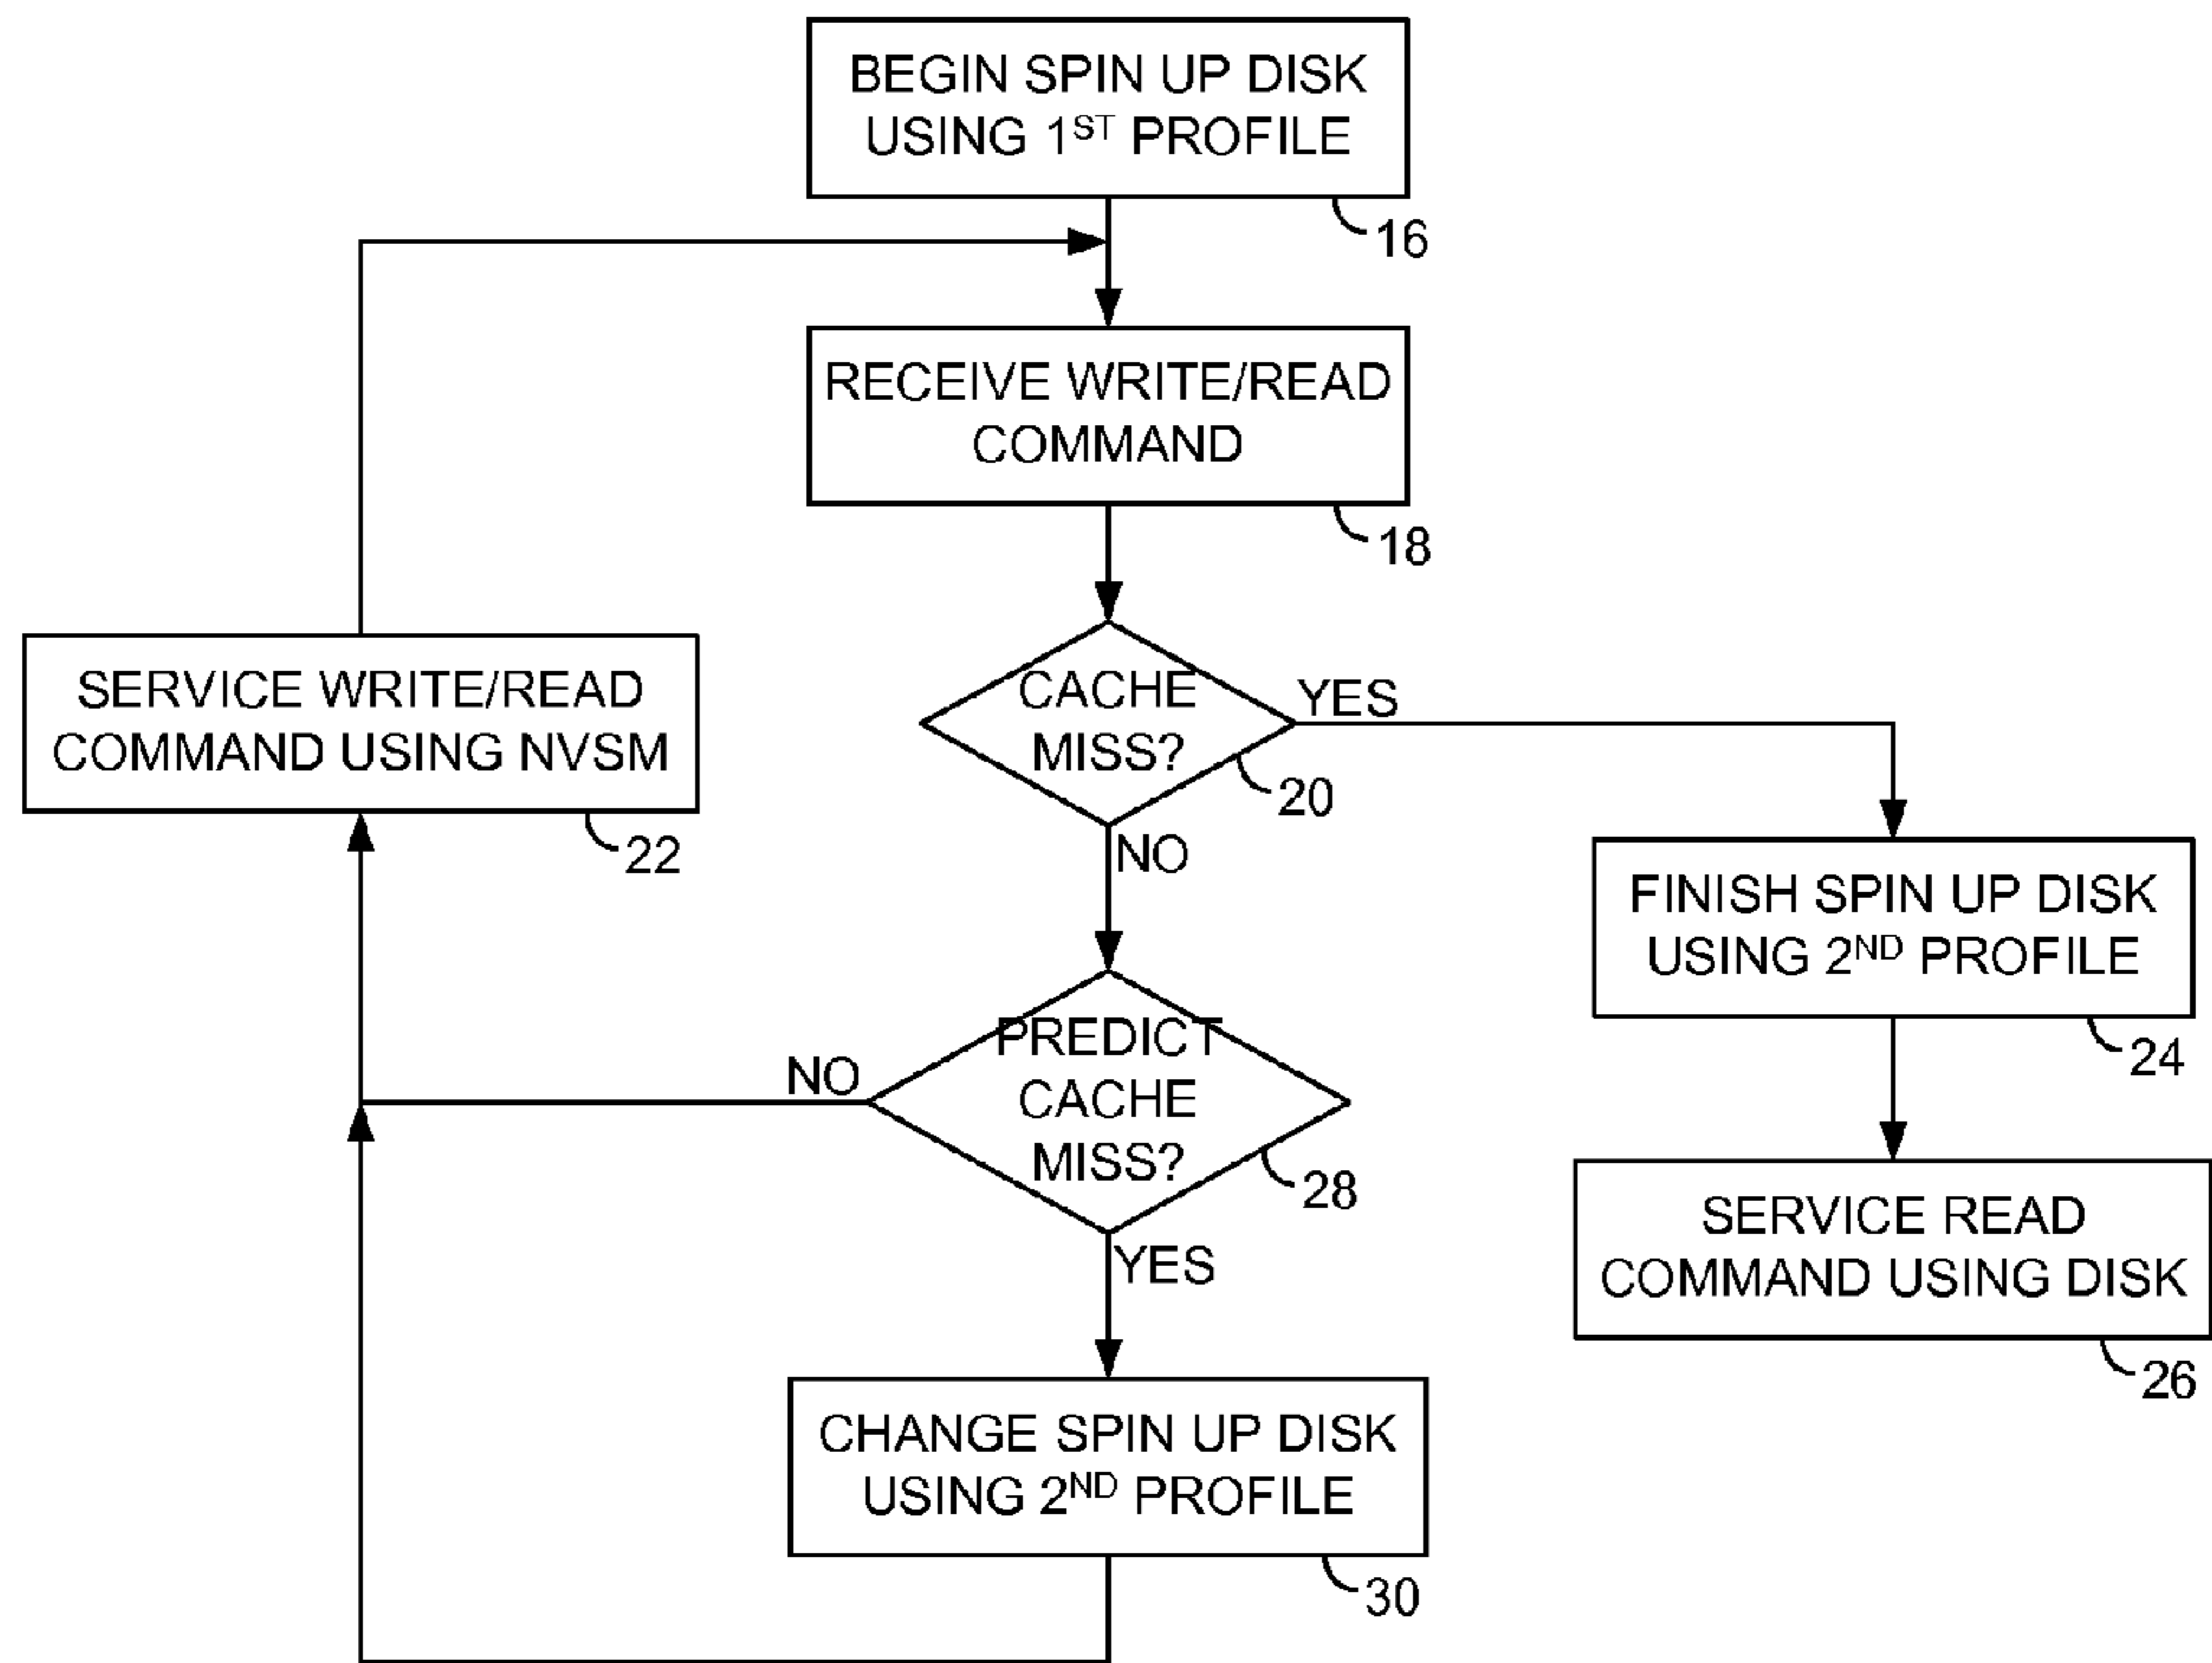 BEGIN SPIN UP DISK
USING 1ST PROFILE
16
RECEIVE WRITE/READ
COMMAND
18
CACHE
MISS?
YES
20
NO
SERVICE WRITE/READ
COMMAND USING NVSM
22
FINISH SPIN UP DISK
USING 2ND PROFILE
24
PREDICT
CACHE
MISS?
NO
28
YES
SERVICE READ
COMMAND USING DISK
26
CHANGE SPIN UP DISK
USING 2ND PROFILE
30